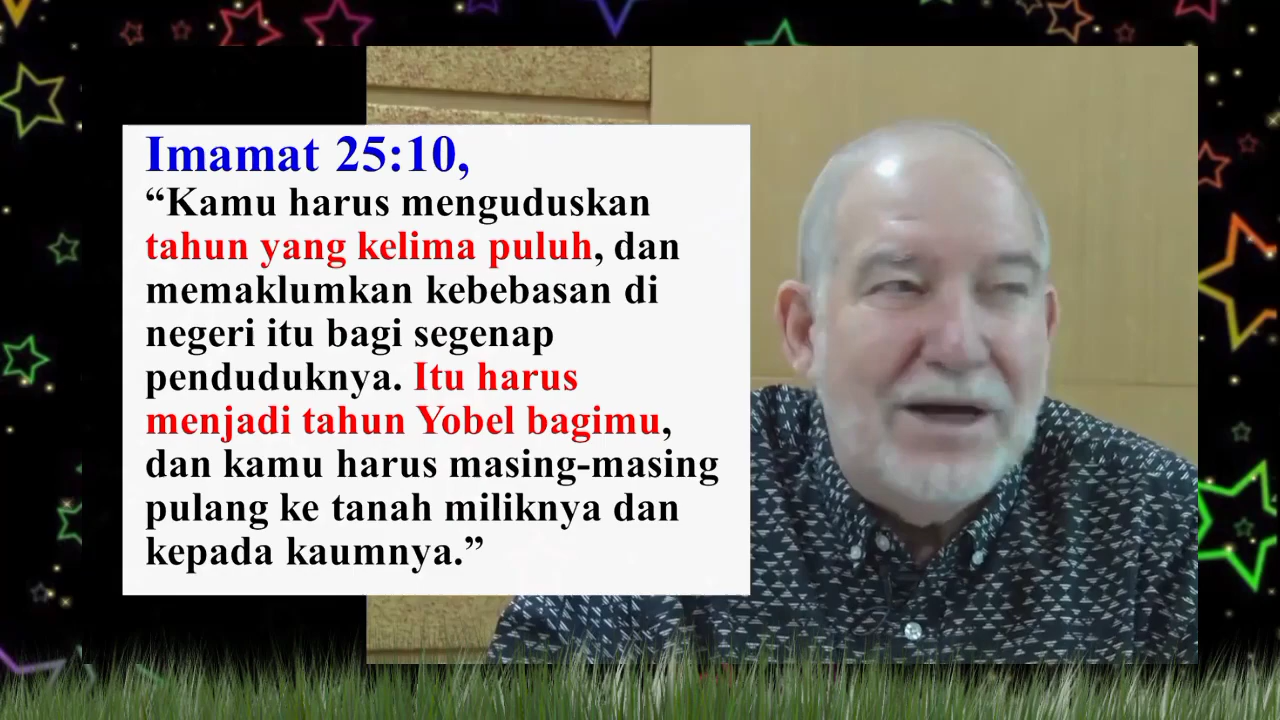 Imamat 25:10,
“Kamu harus menguduskan
tahun yang kelima puluh, dan
memaklumkan kebebasan di
negeri itu bagi segenap
penduduknya. Itu harus
menjadi tahun Yobel bagimu,
dan kamu harus masing-masing
pulang ke tanah miliknya dan
kepada kaumnya.”